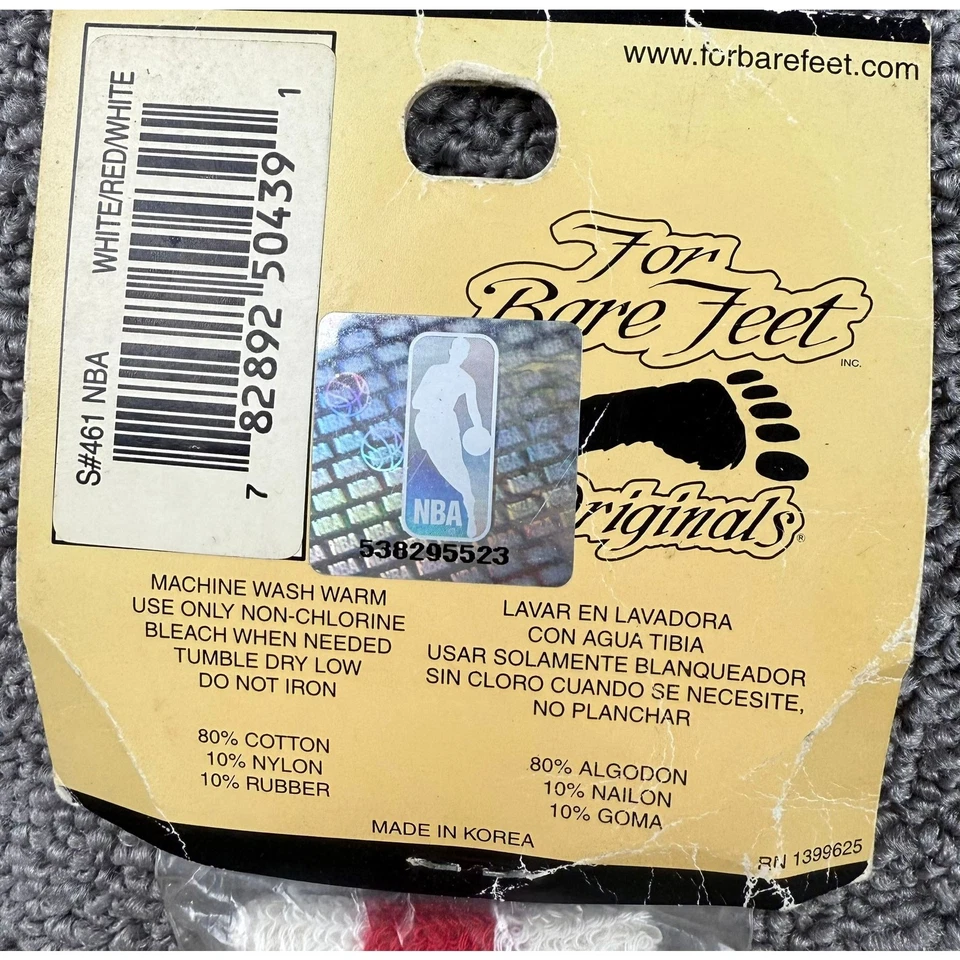 www.forbarefeet.com
S#461 NBA WHITE/RED/WHITE
7 82892 50439 1
For
Bare Feet
INC.
NBA
538295523
Originals®
MACHINE WASH WARM
USE ONLY NON-CHLORINE
BLEACH WHEN NEEDED
TUMBLE DRY LOW
DO NOT IRON
80% COTTON
10% NYLON
10% RUBBER
LAVAR EN LAVADORA
CON AGUA TIBIA
USAR SOLAMENTE BLANQUEADOR
SIN CLORO CUANDO SE NECESITE,
NO PLANCHAR
80% ALGODON
10% NAILON
10% GOMA
MADE IN KOREA
RN 1399625